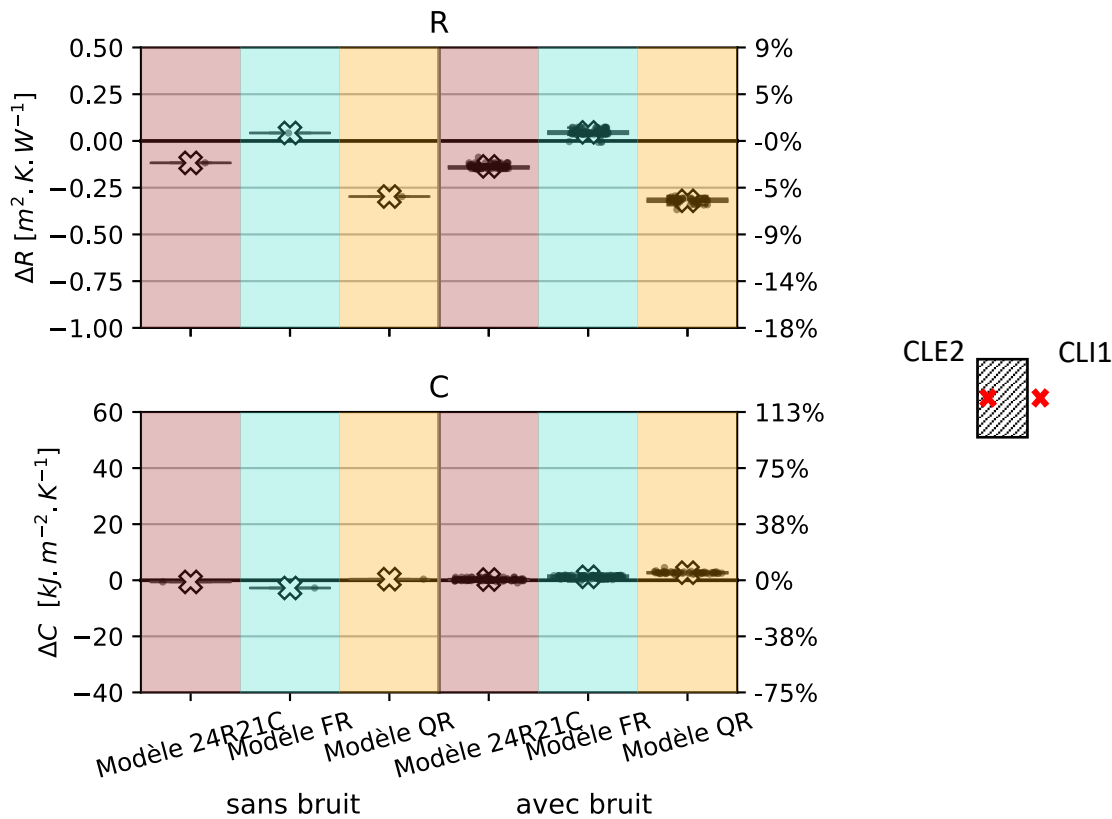 R
0.50
0.25
0.00
−0.25
−0.50
−0.75
−1.00
ΔR [m².K.W⁻¹]
9%
5%
-0%
-5%
-9%
-14%
-18%
CLE2
CLI1
C
60
40
20
0
−20
−40
ΔC [kJ.m⁻².K⁻¹]
113%
75%
38%
0%
-38%
-75%
Modèle 24R21C
Modèle FR
Modèle QR
Modèle 24R21C
Modèle FR
Modèle QR
sans bruit
avec bruit